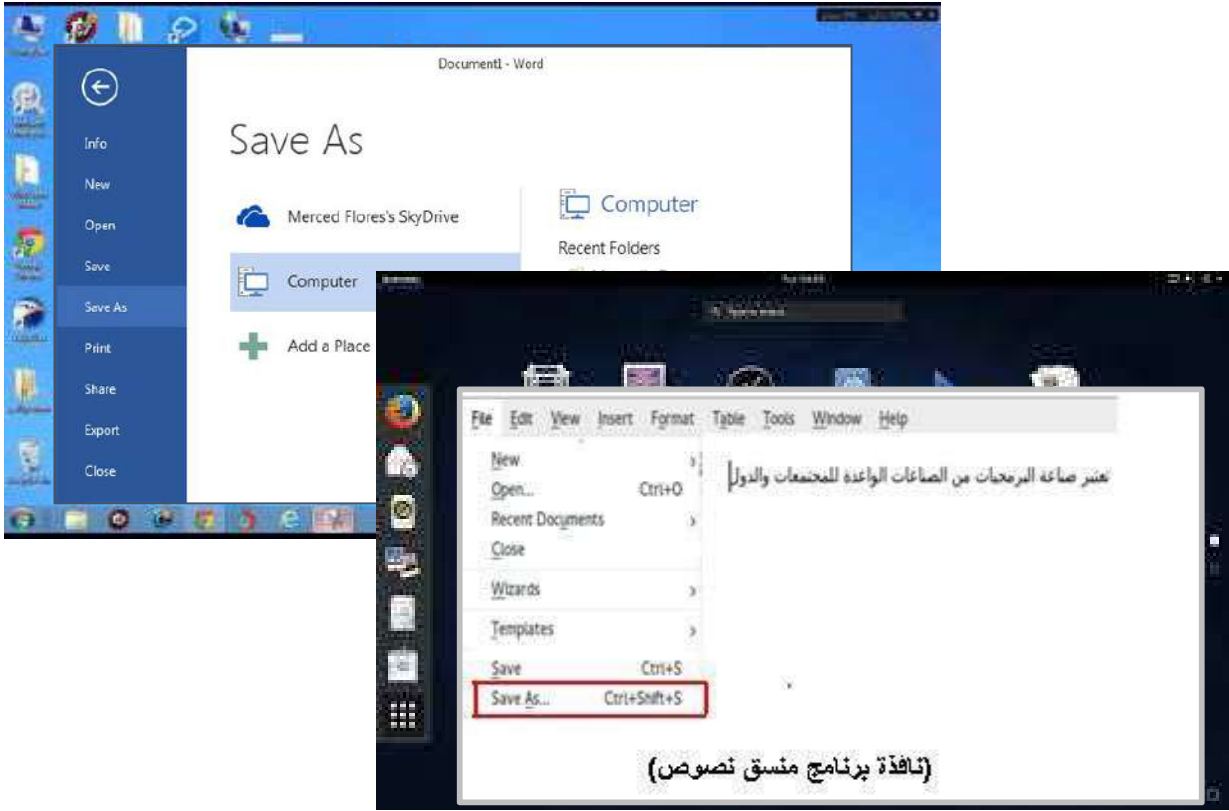 Document1 - Word
Save As
Info
New
Open
Save
Save As
Print
Share
Export
Close
Merced Flores's SkyDrive
Computer
Add a Place
Computer
Recent Folders
File Edit View Insert Format Table Tools Window Help
New
Open... Ctrl+O
Recent Documents
Close
Wizards
Templates
Save Ctrl+S
Save As... Ctrl+Shift+S
تعتبر صناعة البرمجيات من الصناعات الواعدة للمجتمعات والدول
(نافذة برنامج منسق نصوص)